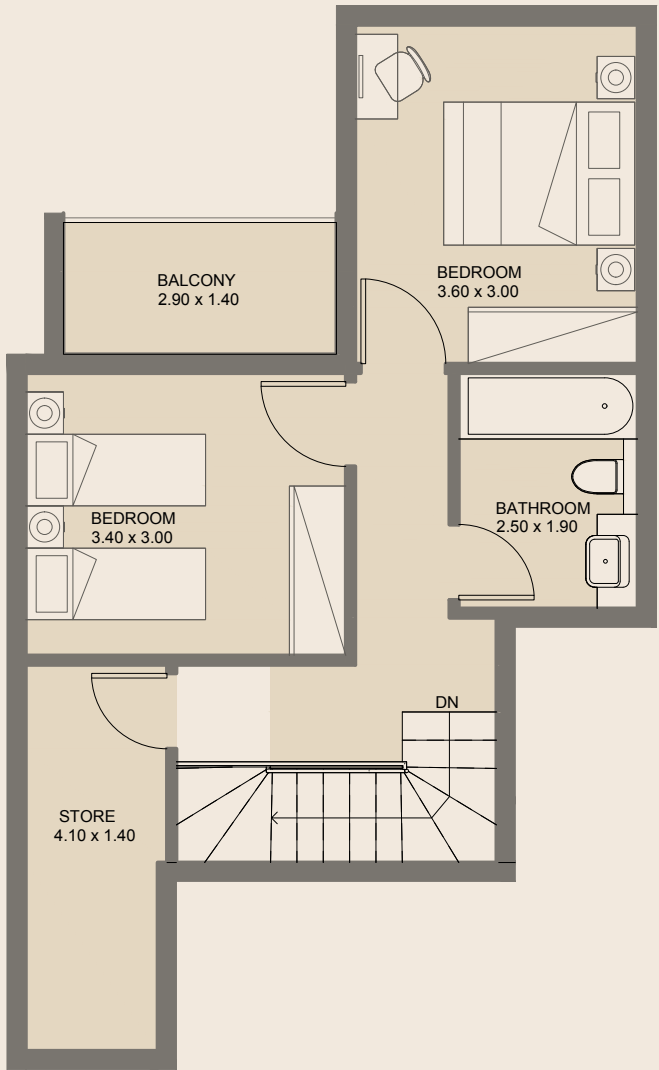 BALCONY
2.90 x 1.40
BEDROOM
3.60 x 3.00
BATHROOM
2.50 x 1.90
BEDROOM
3.40 x 3.00
DN
STORE
4.10 x 1.40